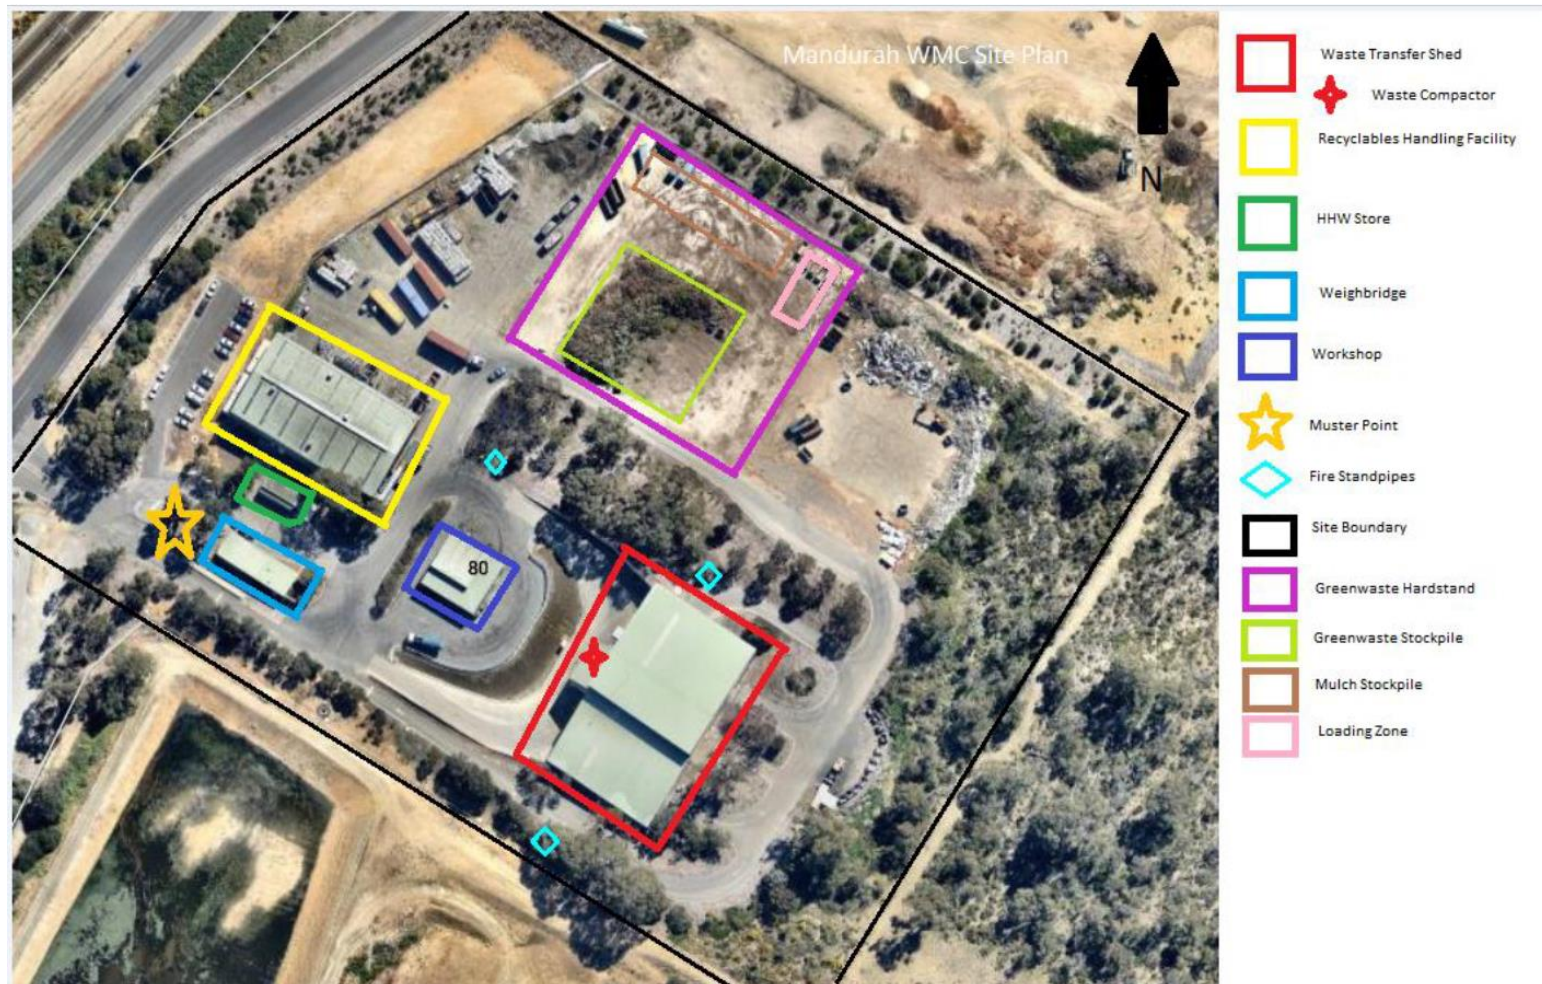 Mandurah WMC Site Plan
N
80
Waste Transfer Shed
Waste Compactor
Recyclables Handling Facility
HHW Store
Weighbridge
Workshop
Muster Point
Fire Standpipes
Site Boundary
Greenwaste Hardstand
Greenwaste Stockpile
Mulch Stockpile
Loading Zone